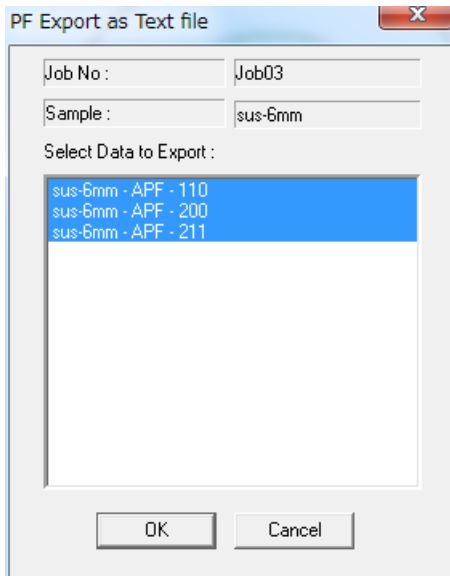 PF Export as Text file
Job No : Job03
Sample : sus-6mm
Select Data to Export :
sus-6mm - APF - 110
sus-6mm - APF - 200
sus-6mm - APF - 211
OK Cancel